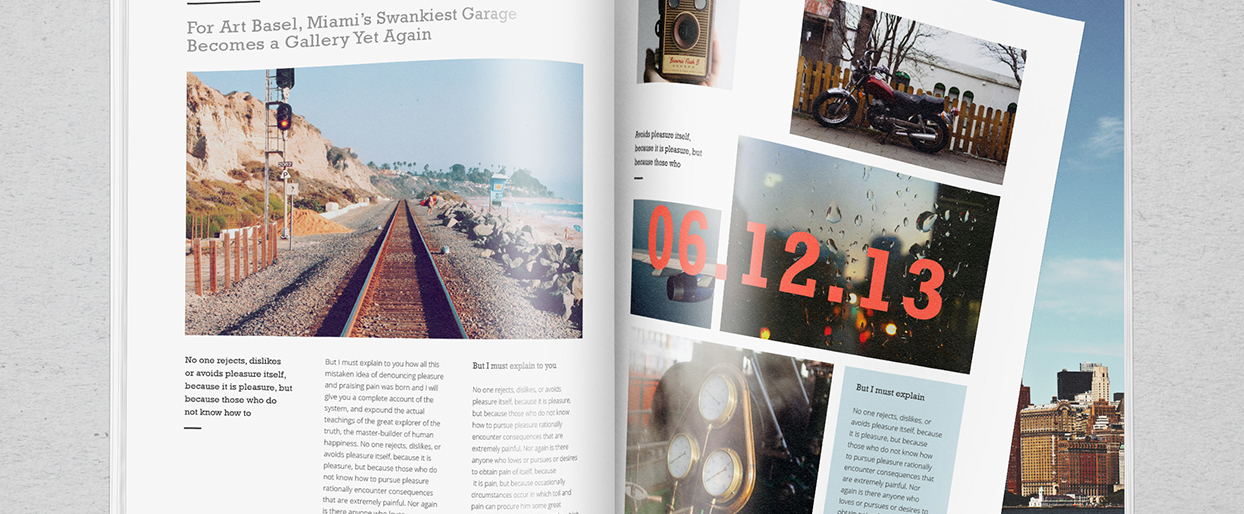 For Art Basel, Miami's Swankiest Garage
Becomes a Gallery Yet Again
No one rejects, dislikes
or avoids pleasure itself,
because it is pleasure, but
because those who do
not know how to
But I must explain to you how all this
mistaken idea of denouncing pleasure
and praising pain was born and I will
give you a complete account of the
system, and expound the actual
teachings of the great explorer of the
truth, the master-builder of human
happiness. No one rejects, dislikes, or
avoids pleasure itself, because it is
pleasure, but because those who do
not know how to pursue pleasure
rationally encounter consequences
that are extremely painful. Nor again
is there anyone who loves
But I must explain to you
No one rejects, dislikes, or avoids
pleasure itself, because it is pleasure,
but because those who do not know
how to pursue pleasure rationally
encounter consequences that are
extremely painful. Nor again is there
anyone who loves or pursues or desires
to obtain pain of itself, because
it is pain, but because occasionally
circumstances occur in which toil and
pain can procure him some great
Brownie Flash B
Avoids pleasure itself,
because it is pleasure, but
because those who
06.12.13
But I must explain
No one rejects, dislikes, or
avoids pleasure itself, because
it is pleasure, but because
those who do not know how
to pursue pleasure rationally
encounter consequences that
are extremely painful. Nor
again is there anyone who
loves or pursues or desires to